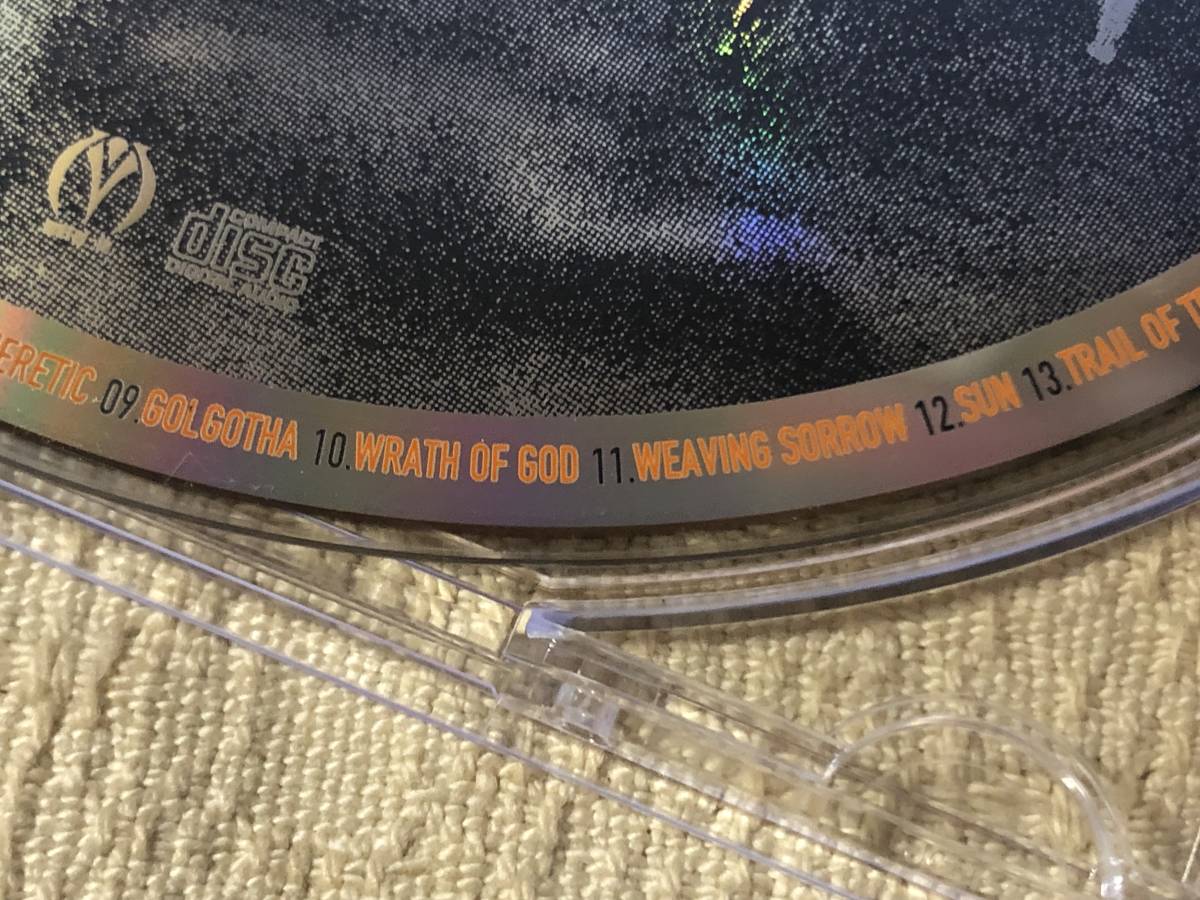 COMPACT
disc
DIGITAL AUDIO
ERETIC 09.GOLGOTHA 10.WRATH OF GOD 11.WEAVING SORROW 12.SUN 13.TRAIL OF T